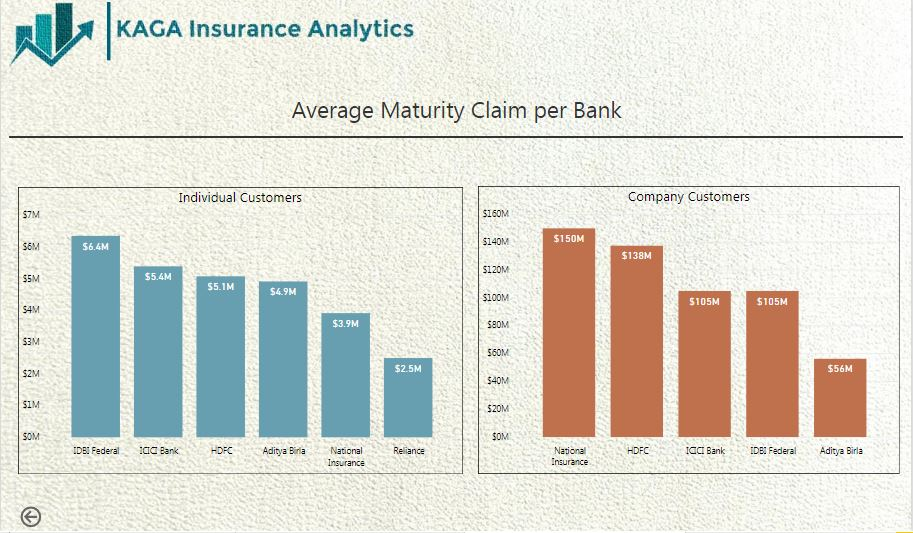 KAGA Insurance Analytics
Average Maturity Claim per Bank
Individual Customers
$7M
$6M
$5M
$4M
$3M
$2M
$1M
$0M
$6.4M
$5.4M
$5.1M
$4.9M
$3.9M
$2.5M
IDBI Federal
ICICI Bank
HDFC
Aditya Birla
National
Insurance
Reliance
Company Customers
$160M
$140M
$120M
$100M
$80M
$60M
$40M
$20M
$0M
$150M
$138M
$105M
$105M
$56M
National
Insurance
HDFC
ICICI Bank
IDBI Federal
Aditya Birla